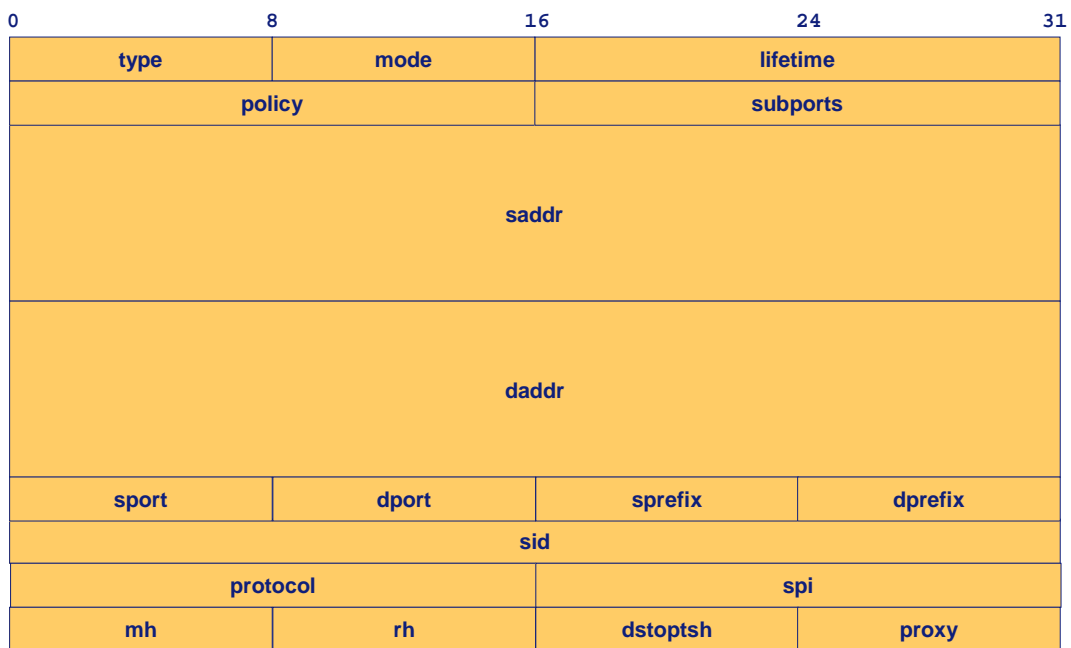 0 8 16 24 31
type mode lifetime
policy subports
saddr
daddr
sport dport sprefix dprefix
sid
protocol spi
mh rh dstoptsh proxy